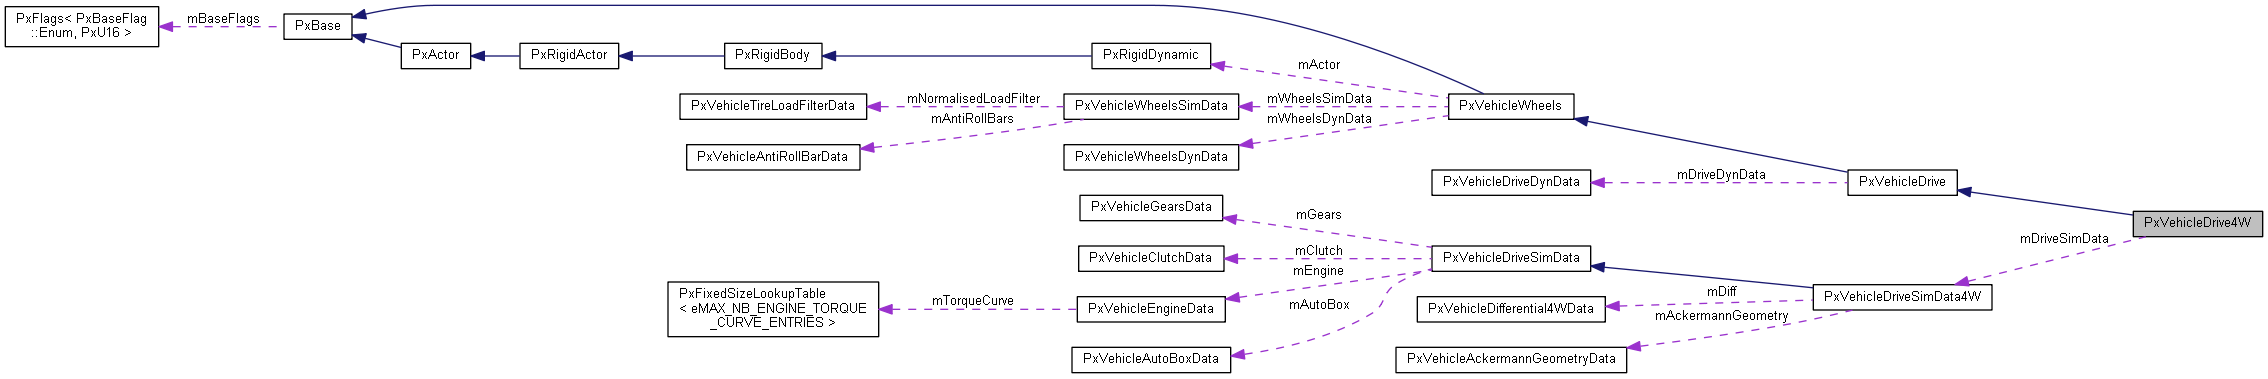 PxFlags< PxBaseFlag
::Enum, PxU16 >
mBaseFlags
PxBase
PxActor
PxRigidActor
PxRigidBody
PxRigidDynamic
mActor
PxVehicleTireLoadFilterData
mNormalisedLoadFilter
mAntiRollBars
PxVehicleWheelsSimData
mWheelsSimData
mWheelsDynData
PxVehicleWheels
PxVehicleAntiRollBarData
PxVehicleWheelsDynData
PxVehicleDriveDynData
mDriveDynData
PxVehicleDrive
PxVehicleGearsData
mGears
PxVehicleDrive4W
mDriveSimData
PxVehicleClutchData
mClutch
mEngine
PxVehicleDriveSimData
PxFixedSizeLookupTable
< eMAX_NB_ENGINE_TORQUE
_CURVE_ENTRIES >
mTorqueCurve
PxVehicleEngineData
mAutoBox
PxVehicleDifferential4WData
mDiff
mAckermannGeometry
PxVehicleDriveSimData4W
PxVehicleAutoBoxData
PxVehicleAckermannGeometryData